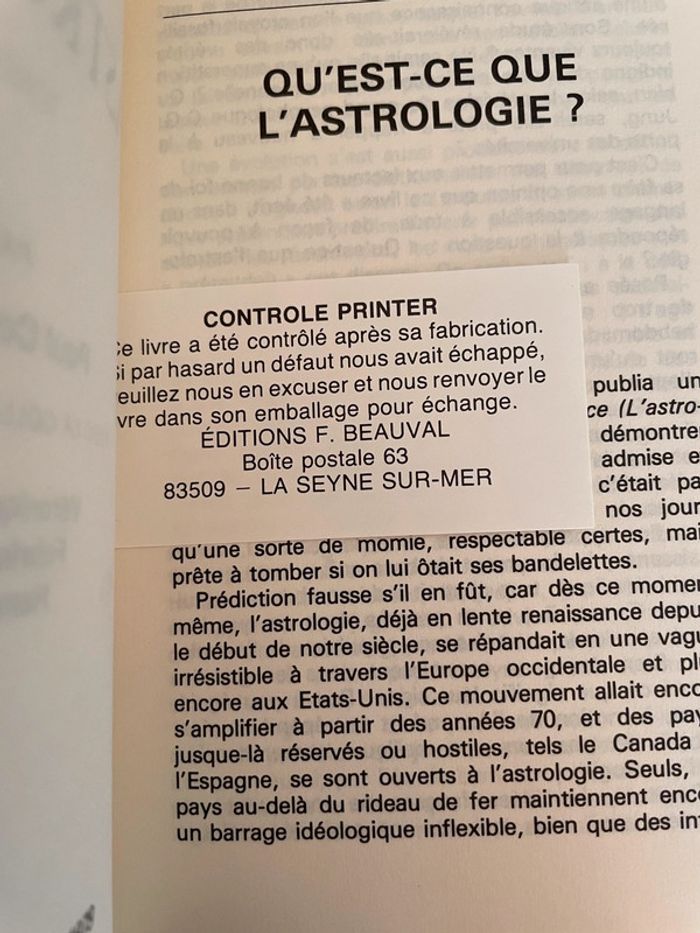 QU'EST-CE QUE
L'ASTROLOGIE ?
CONTROLE PRINTER
Ce livre a été contrôlé après sa fabrication.
Si par hasard un défaut nous avait échappé,
euillez nous en excuser et nous renvoyer le
vre dans son emballage pour échange.
ÉDITIONS F. BEAUVAL
Boîte postale 63
83509 – LA SEYNE SUR-MER
publia un
ce (L'astro-
démontrer
admise e
c'était pa
nos jour
qu'une sorte de momie, respectable certes, mai
prête à tomber si on lui ôtait ses bandelettes.
Prédiction fausse s'il en fût, car dès ce momen
même, l'astrologie, déjà en lente renaissance depu
le début de notre siècle, se répandait en une vagu
irrésistible à travers l'Europe occidentale et pl
encore aux Etats-Unis. Ce mouvement allait enco
s'amplifier à partir des années 70, et des pay
jusque-là réservés ou hostiles, tels le Canada
l'Espagne, se sont ouverts à l'astrologie. Seuls,
pays au-delà du rideau de fer maintiennent enco
un barrage idéologique inflexible, bien que des inf